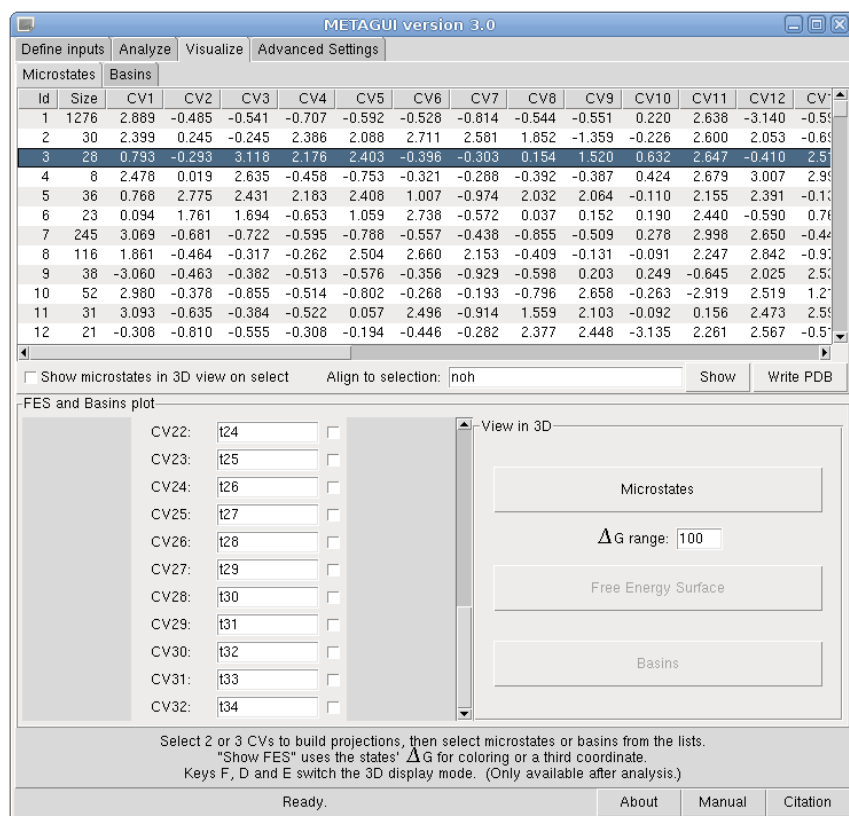 METAGUI version 3.0
Define inputs Analyze Visualize Advanced Settings
Microstates Basins
Id Size CV1 CV2 CV3 CV4 CV5 CV6 CV7 CV8 CV9 CV10 CV11 CV12
1 1276 2.889 -0.485 -0.541 -0.707 -0.592 -0.528 -0.814 -0.544 -0.551 0.220 2.638 -3.140
2 30 2.399 0.245 -0.245 2.386 2.088 2.711 2.581 1.852 -1.359 -0.226 2.600 2.053
3 28 0.793 -0.293 3.118 2.176 2.403 -0.396 -0.303 0.154 1.520 0.632 2.647 -0.410
4 8 2.478 0.019 2.635 -0.458 -0.753 -0.321 -0.288 -0.392 -0.387 0.424 2.679 3.007
5 36 0.768 2.775 2.431 2.183 2.408 1.007 -0.974 2.032 2.064 -0.110 2.155 2.391
6 23 0.094 1.761 1.694 -0.653 1.059 2.738 -0.572 0.037 0.152 0.190 2.440 -0.590
7 245 3.069 -0.681 -0.722 -0.595 -0.788 -0.557 -0.438 -0.855 -0.509 0.278 2.998 2.650
8 116 1.861 -0.464 -0.317 -0.262 2.504 2.660 2.153 -0.409 -0.131 -0.091 2.247 2.842
9 38 -3.060 -0.463 -0.382 -0.513 -0.576 -0.356 -0.929 -0.598 0.203 0.249 -0.645 2.025
10 52 2.980 -0.378 -0.855 -0.514 -0.802 -0.268 -0.193 -0.796 2.658 -0.263 -2.919 2.519
11 31 3.093 -0.635 -0.384 -0.522 0.057 2.496 -0.914 1.559 2.103 -0.092 0.156 2.473
12 21 -0.308 -0.810 -0.555 -0.308 -0.194 -0.446 -0.282 2.377 2.448 -3.135 2.261 2.567
Show microstates in 3D view on select Align to selection: noh Show Write PDB
FES and Basins plot
CV22: t24
CV23: t25
CV24: t26
CV25: t27
CV26: t28
CV27: t29
CV28: t30
CV29: t31
CV30: t32
CV31: t33
CV32: t34
View in 3D
Microstates
ΔG range: 100
Free Energy Surface
Basins
Select 2 or 3 CVs to build projections, then select microstates or basins from the lists.
"Show FES" uses the states' ΔG for coloring or a third coordinate.
Keys F, D and E switch the 3D display mode. (Only available after analysis.)
Ready. About Manual Citation